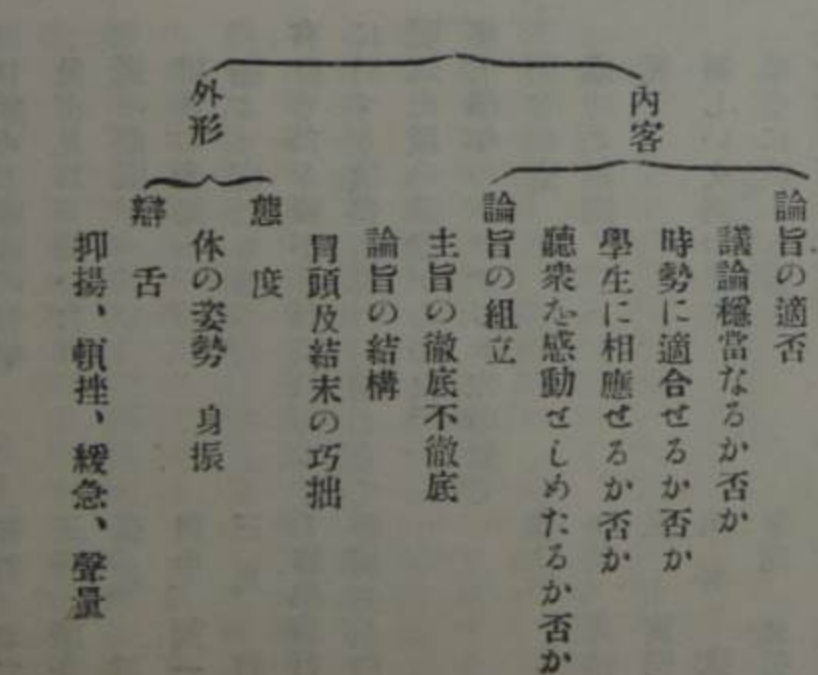 內容
論旨の適否
議論穩當なるか否か
時勢に適合せるか否か
學生に相應せるか否か
聽衆を感動せしめたるか否か
論旨の組立
主旨の徹底不徹底
論旨の結構
冒頭及結末の巧拙
外形
態度
体の姿勢 身振
辯舌
抑揚、頓挫、緩急、聲量